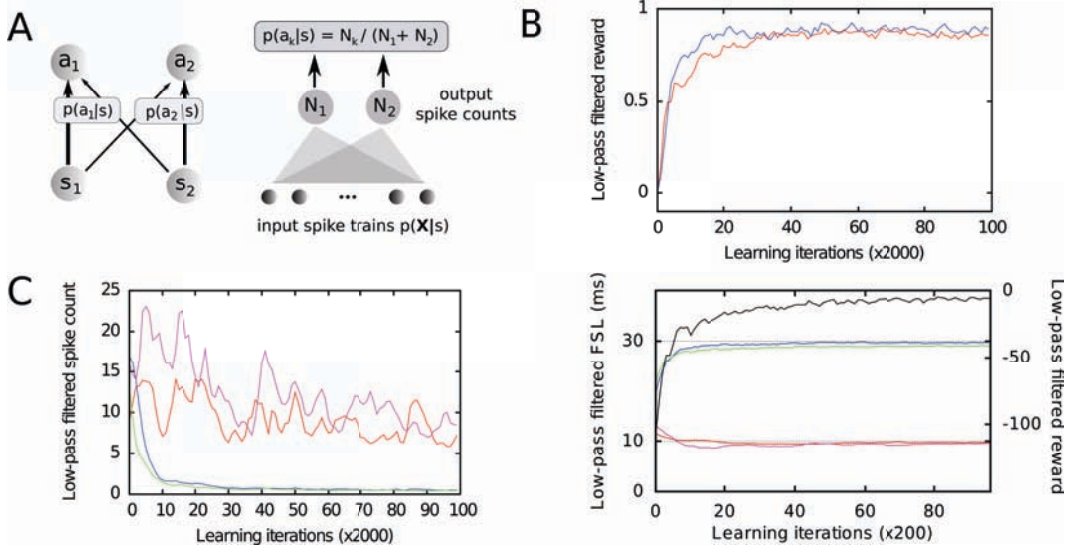 A
a1
a2
p(a1|s)
p(a2|s)
s1
s2
p(ak|s) = Nk / (N1+ N2)
N1
N2
output
spike counts
...
input spike trains p(X|s)
B
Low-pass filtered reward
1
0.5
0
0 20 40 60 80 100
Learning iterations (x2000)
C
Low-pass filtered spike count
25
20
15
10
5
0
0 10 20 30 40 50 60 70 80 90 100
Learning iterations (x2000)
Low-pass filtered FSL (ms)
30
10
0
0 20 40 60 80
Learning iterations (x200)
0
-50
-100
Low-pass
filtered reward